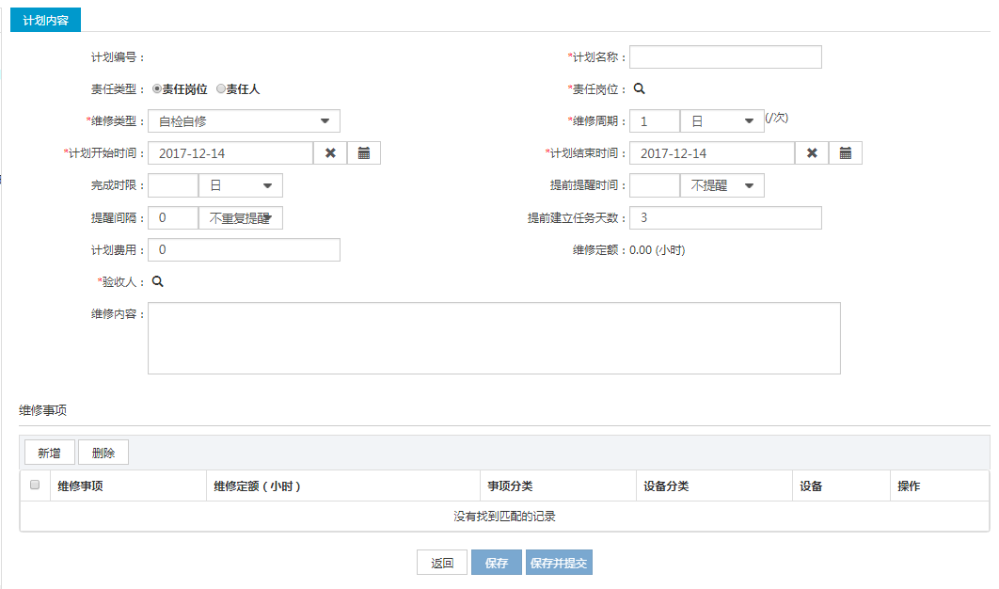 计划内容
计划编号： *计划名称：
责任类型： 责任岗位 责任人 *责任岗位：
*维修类型： 自检自修 *维修周期： 1 日 (/次)
*计划开始时间： 2017-12-14 *计划结束时间： 2017-12-14
完成时限： 日 提前提醒时间： 不提醒
提醒间隔： 0 不重复提醒 提前建立任务天数： 3
计划费用： 0 维修定额：0.00 (小时)
*验收人：
维修内容：
维修事项
新增 删除
维修事项 维修定额（小时） 事项分类 设备分类 设备 操作
没有找到匹配的记录
返回 保存 保存并提交